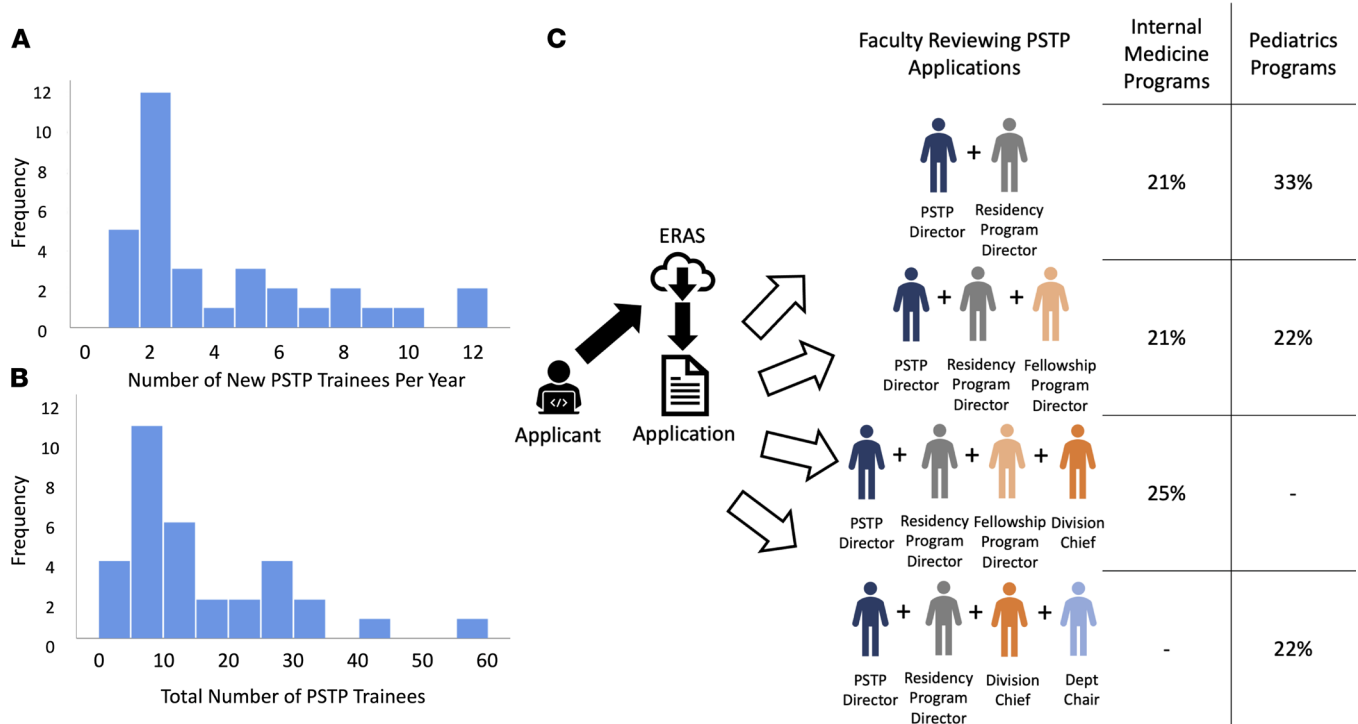 A
Frequency
12
10
8
6
4
2
0
0 2 4 6 8 10 12
Number of New PSTP Trainees Per Year
B
Frequency
12
10
8
6
4
2
0
0 10 20 30 40 50 60
Total Number of PSTP Trainees
C
ERAS
</>
Applicant
Application
Faculty Reviewing PSTP
Applications
Internal
Medicine
Programs
Pediatrics
Programs
+
PSTP
Director
Residency
Program
Director
21%
33%
+ +
PSTP
Director
Residency
Program
Director
Fellowship
Program
Director
21%
22%
+ + +
PSTP
Director
Residency
Program
Director
Fellowship
Program
Director
Division
Chief
25%
-
+ + +
PSTP
Director
Residency
Program
Director
Division
Chief
Dept
Chair
-
22%